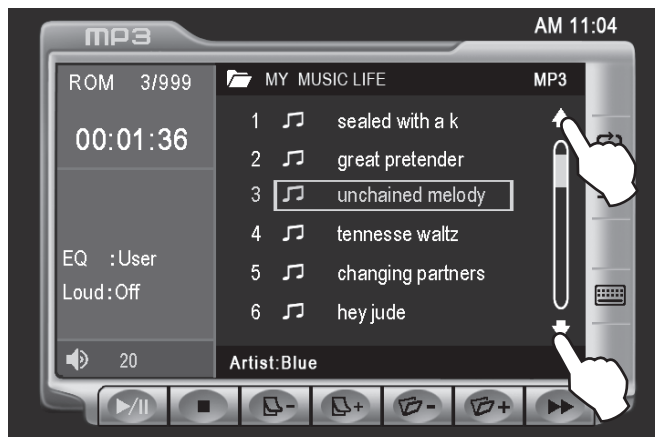 MP3
AM 11:04
ROM 3/999
MY MUSIC LIFE
MP3
00:01:36
1 sealed with a k
2 great pretender
3 unchained melody
4 tennesse waltz
5 changing partners
6 hey jude
EQ :User
Loud:Off
20
Artist:Blue